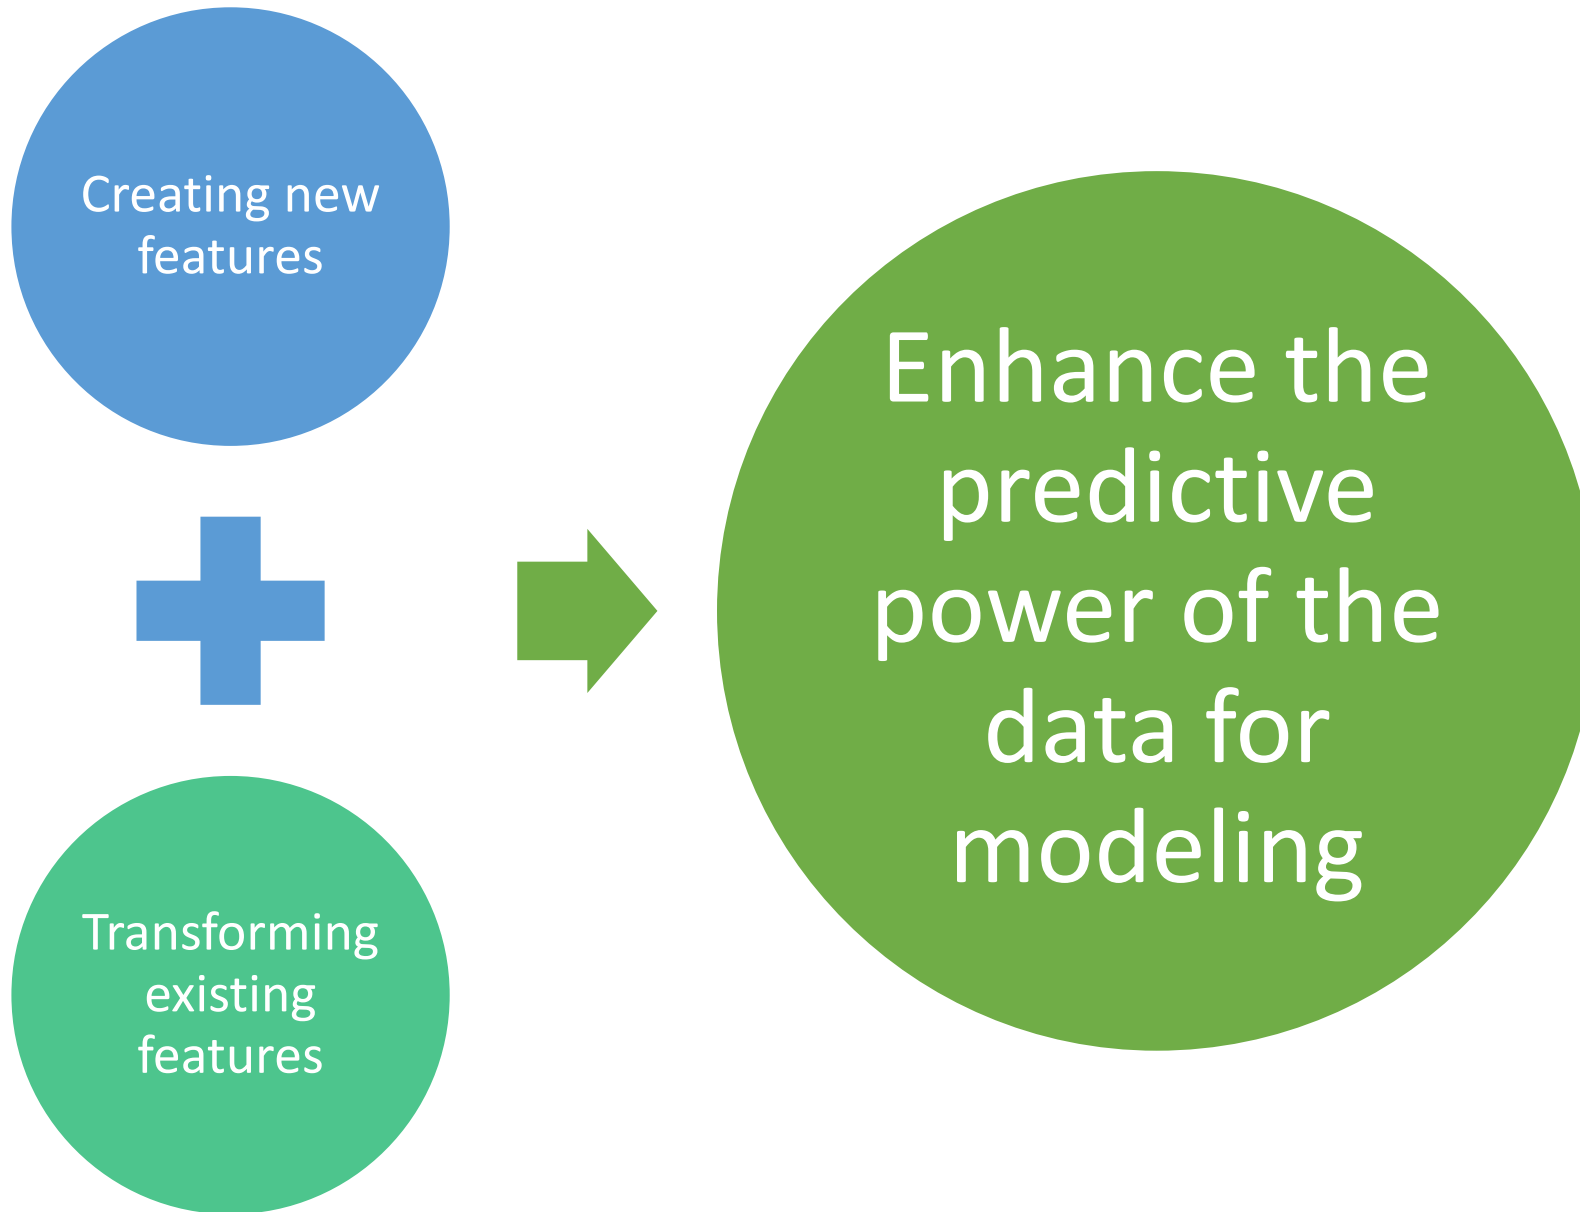 Creating new
features
Transforming
existing
features
Enhance the
predictive
power of the
data for
modeling